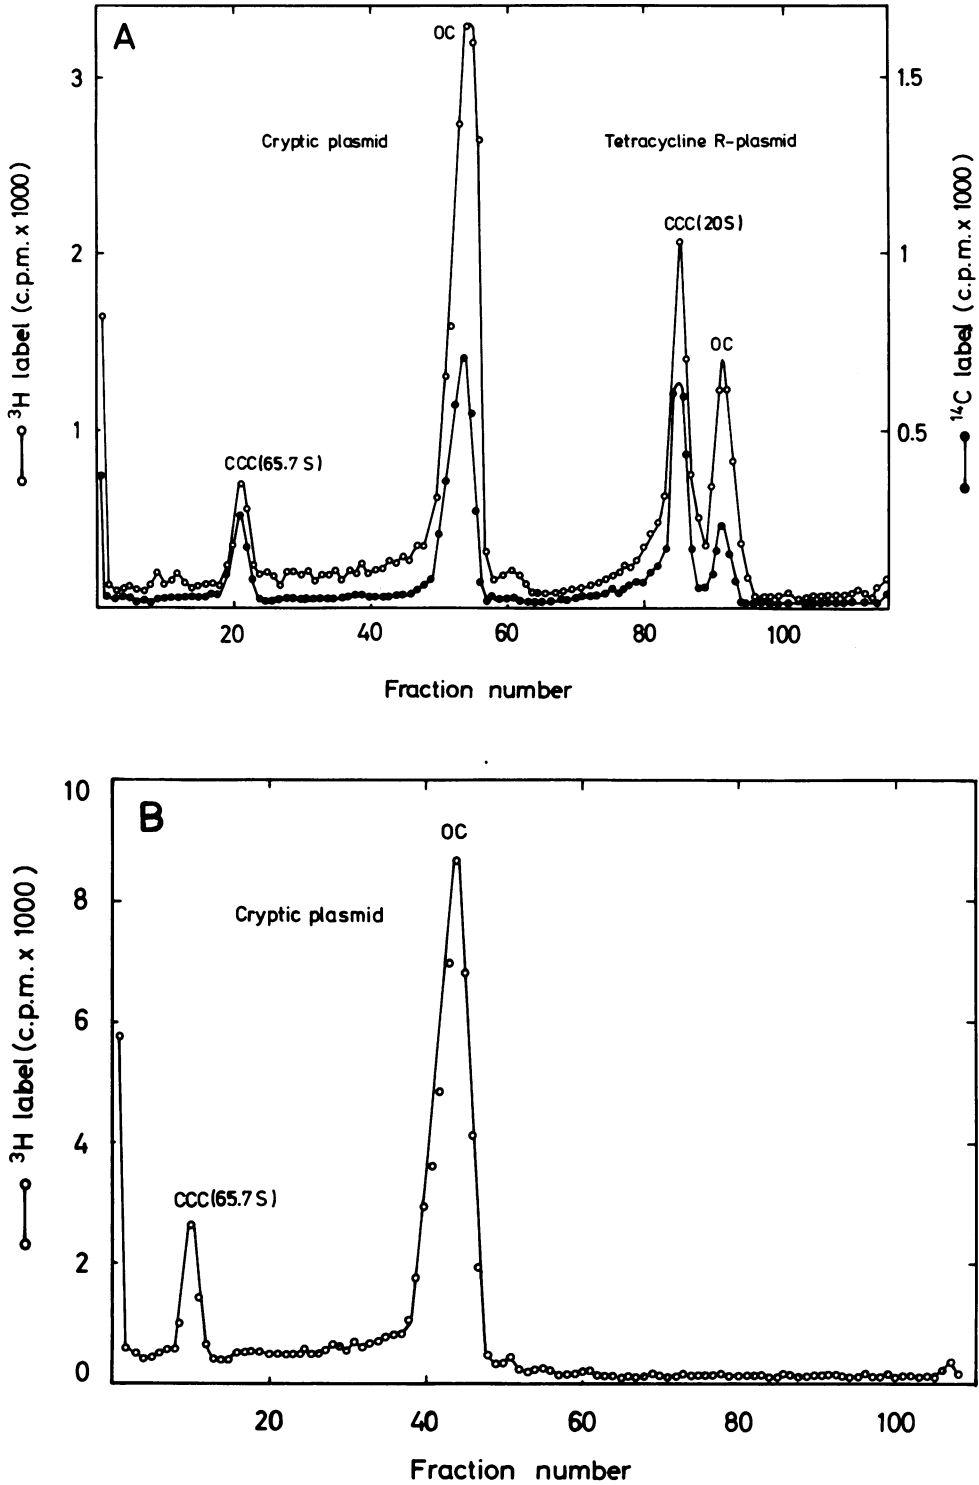 A
OC
3
1.5
Cryptic plasmid
Tetracycline R-plasmid
CCC(20S)
2
1
OC
1
0.5
CCC(65.7 S)
³H label (c.p.m. x 1000)
¹⁴C label (c.p.m. x 1000)
20 40 60 80 100
Fraction number
10
B
OC
8
Cryptic plasmid
6
4
CCC(65.7 S)
2
0
³H label (c.p.m. x 1000)
20 40 60 80 100
Fraction number